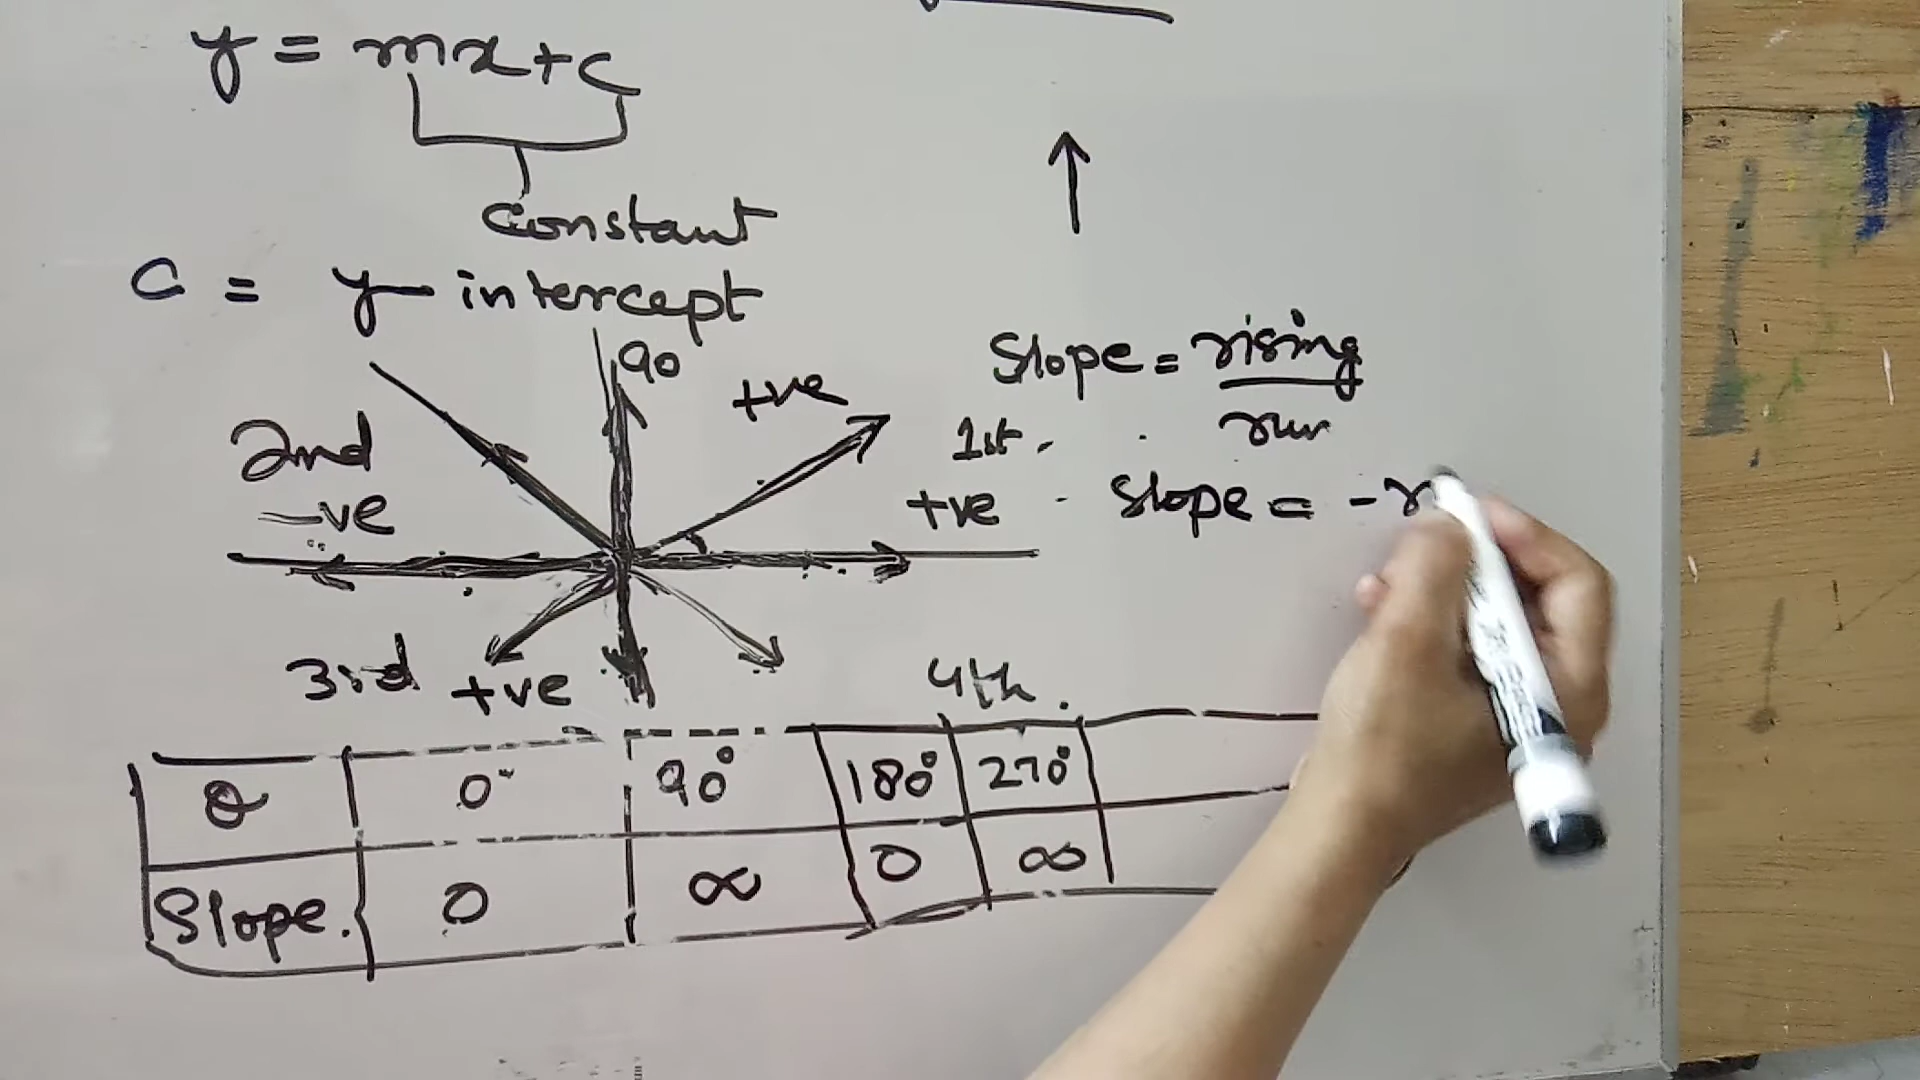 y = mx+c
constant
c = y-intercept
90
+ve
Slope = rising
run
2nd
-ve
1st
+ve
Slope = -r
3rd
+ve
4th
θ 0° 90° 180° 270°
Slope. 0 ∞ 0 ∞